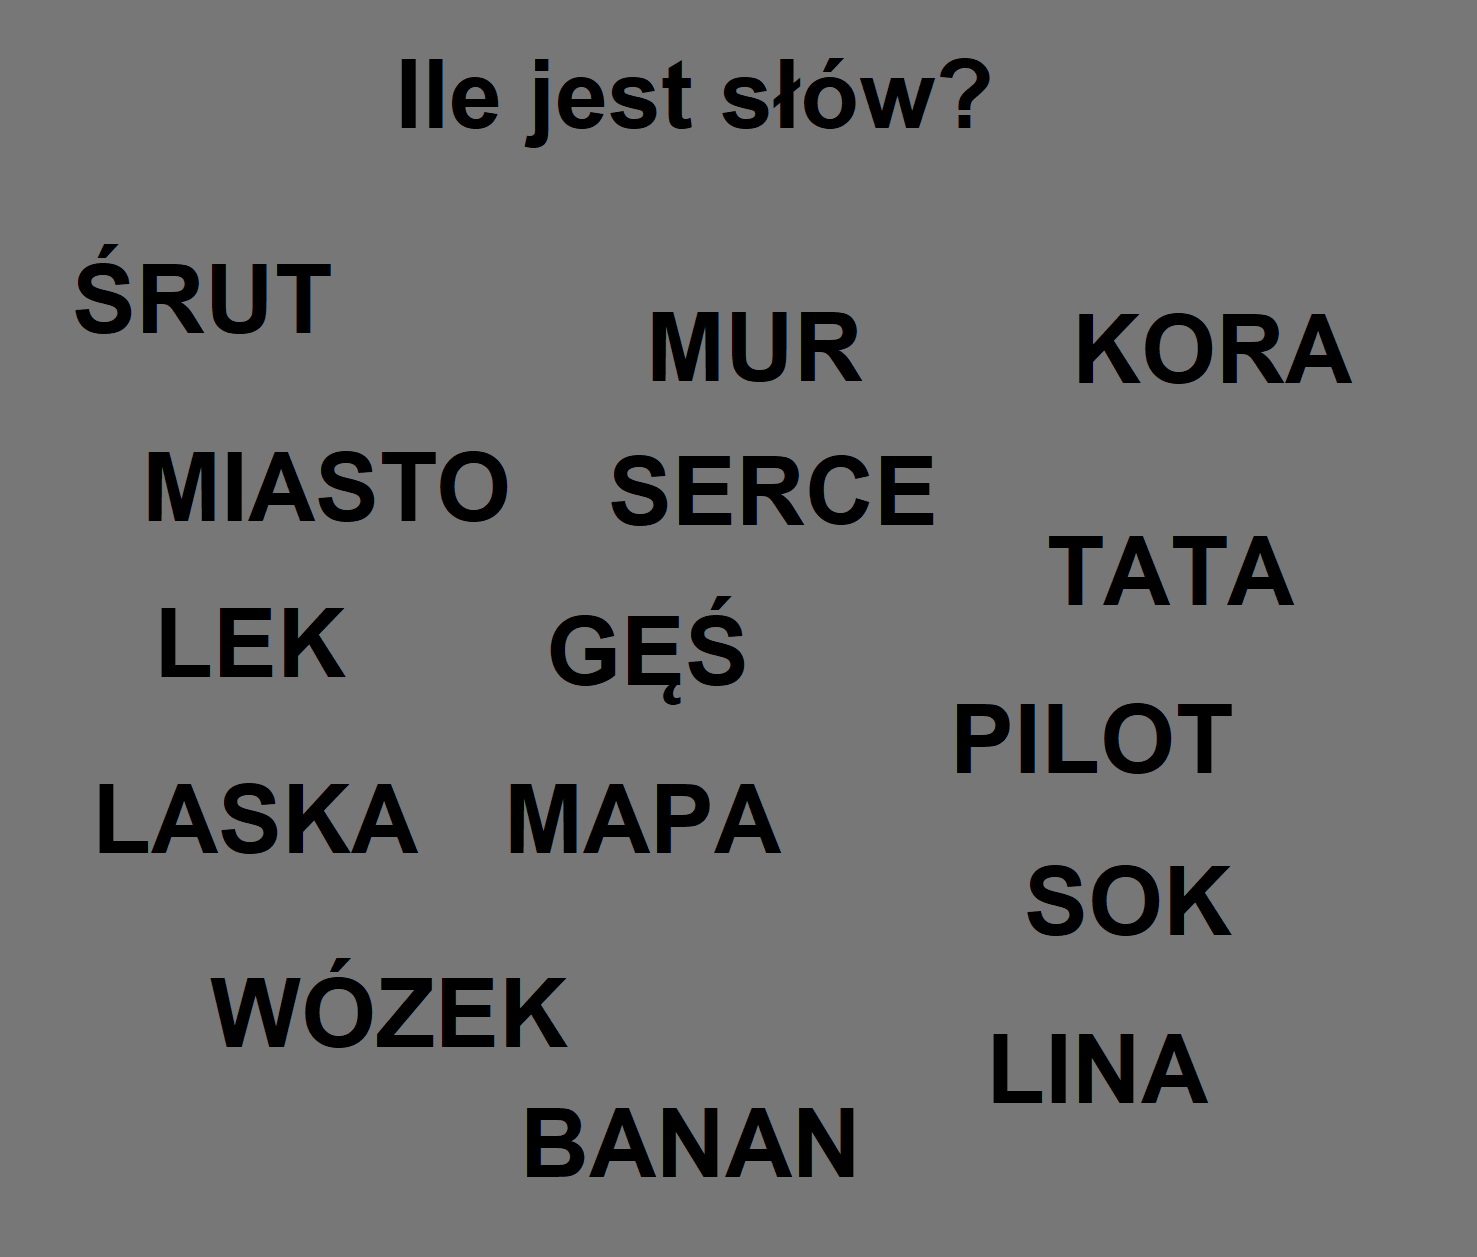 Ile jest słów?
ŚRUT
MUR
KORA
MIASTO
SERCE
TATA
LEK
GĘŚ
PILOT
LASKA
MAPA
SOK
WÓZEK
LINA
BANAN